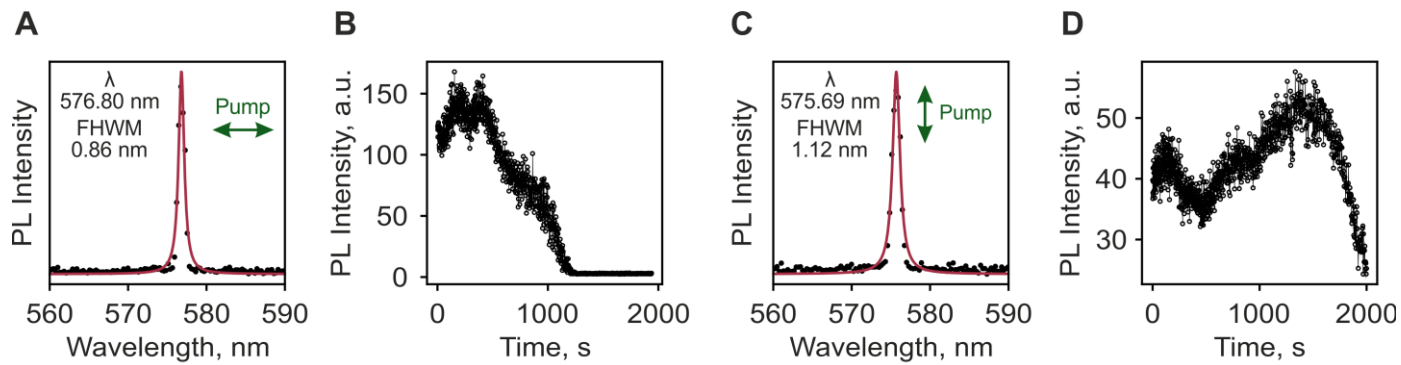 A
PL Intensity
λ
576.80 nm
FHWM
0.86 nm
Pump
560 570 580 590
Wavelength, nm
B
PL Intensity, a.u.
150
100
50
0
0 1000 2000
Time, s
C
PL Intensity
λ
575.69 nm
FHWM
1.12 nm
Pump
560 570 580 590
Wavelength, nm
D
PL Intensity, a.u.
50
40
30
0 1000 2000
Time, s